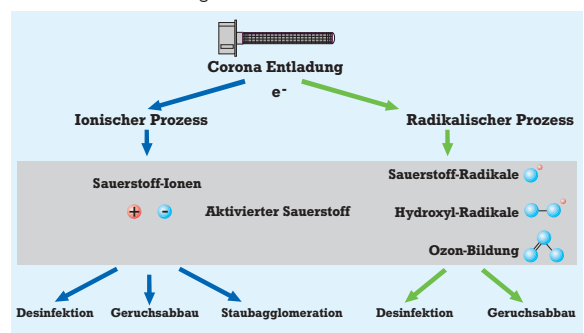 Corona Entladung
e-
Ionischer Prozess
Radikalischer Prozess
Sauerstoff-Ionen
+ -
Aktivierter Sauerstoff
Sauerstoff-Radikale
Hydroxyl-Radikale
Ozon-Bildung
Desinfektion Geruchsabbau Staubagglomeration Desinfektion Geruchsabbau